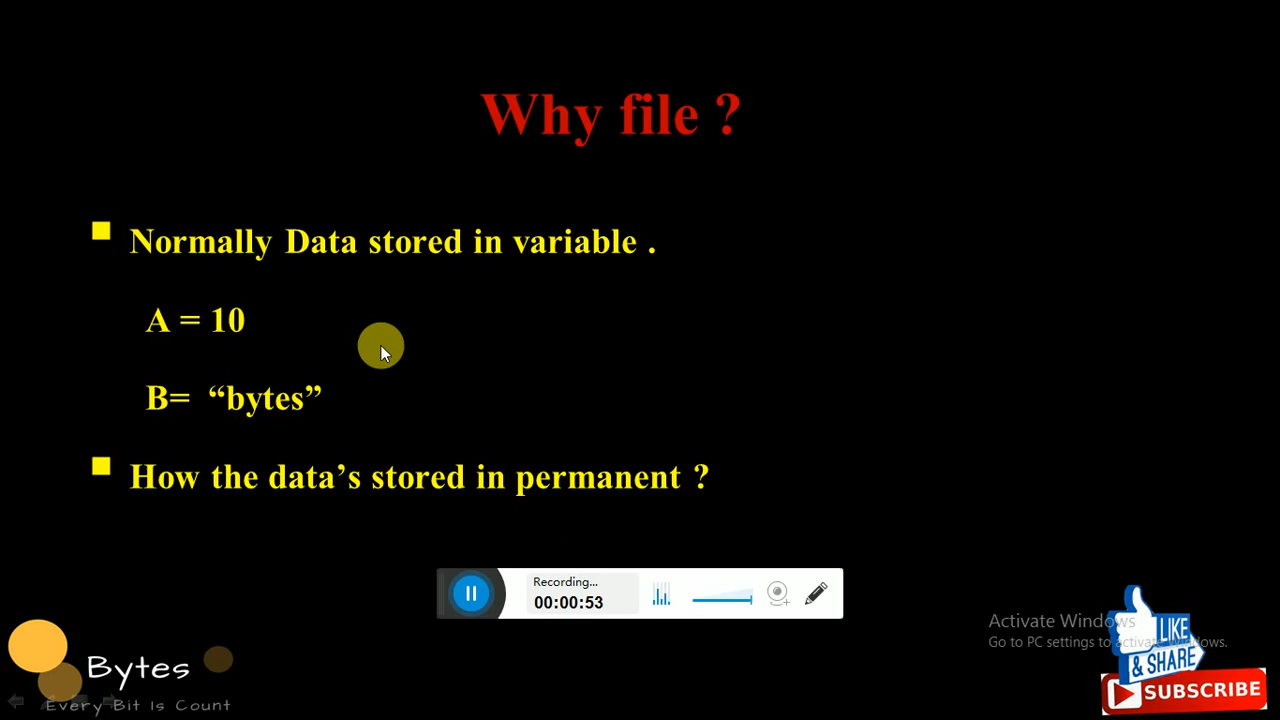 Why file ?
Normally Data stored in variable .
A = 10
B= “bytes”
How the data’s stored in permanent ?
Recording...
00:00:53
Activate Windows
Go to PC settings to activate Windows.
LIKE
& SHARE
SUBSCRIBE
Bytes
Every Bit Is Count